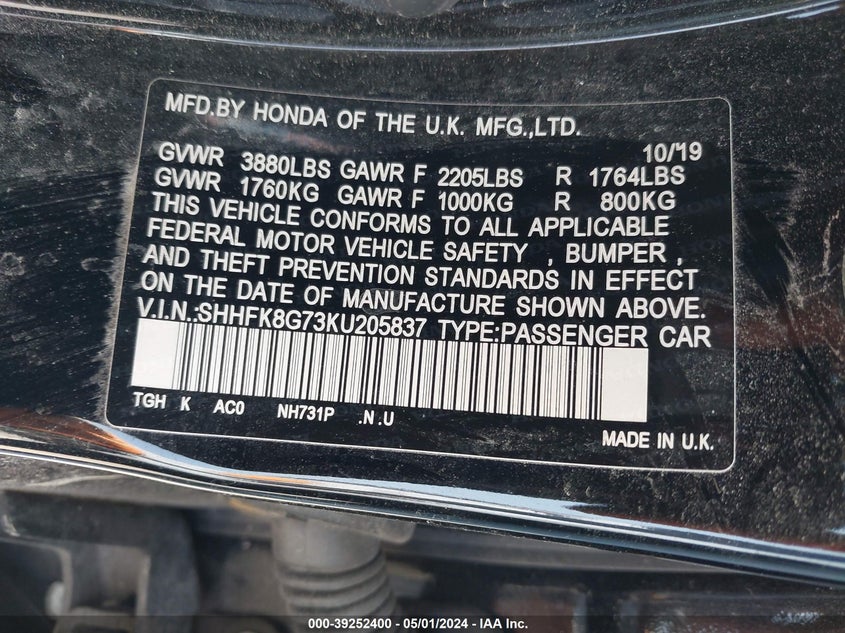 MFD.BY HONDA OF THE U.K. MFG.,LTD.
10/19
GVWR 3880LBS GAWR F 2205LBS R 1764LBS
GVWR 1760KG GAWR F 1000KG R 800KG
THIS VEHICLE CONFORMS TO ALL APPLICABLE
FEDERAL MOTOR VEHICLE SAFETY , BUMPER ,
AND THEFT PREVENTION STANDARDS IN EFFECT
ON THE DATE OF MANUFACTURE SHOWN ABOVE.
V.I.N.:SHHFK8G73KU205837 TYPE:PASSENGER CAR
TGH K AC0 NH731P .N .U
MADE IN U.K.
000-39252400 - 05/01/2024 - IAA Inc.